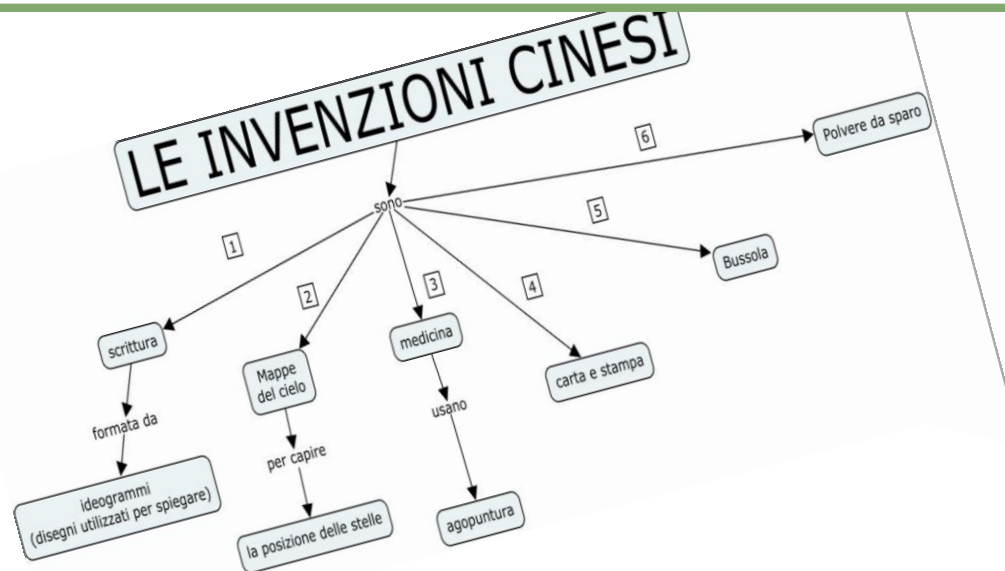 LE INVENZIONI CINESI
sono
1
2
3
4
5
6
scrittura
formata da
ideogrammi
(disegni utilizzati per spiegare)
Mappe
del cielo
per capire
la posizione delle stelle
medicina
usano
agopuntura
carta e stampa
Bussola
Polvere da sparo